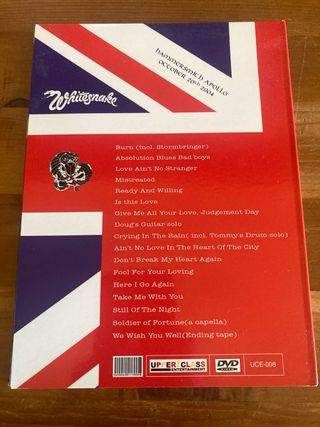 HAMMERSMITH APOLLO
OCTOBER 20TH 2004
Whitesnake
Burn (incl. Stormbringer)
Absolution Blues Bad boys
Love Ain't No Stranger
Mistreated
Ready And Willing
Is this Love
Give Me All Your Love, Judgement Day
Doug's Guitar solo
Crying In The Rain( incl. Tommy's Drum solo)
Ain't No Love In The Heart Of The City
Don't Break My Heart Again
Fool For Your Loving
Here I Go Again
Take Me With You
Still Of The Night
Soldier of Fortune(a capella)
We Wish You Well(Ending tape)
UPPERCLASS
ENTERTAINMENT
DVD
VIDEO
UCE-008